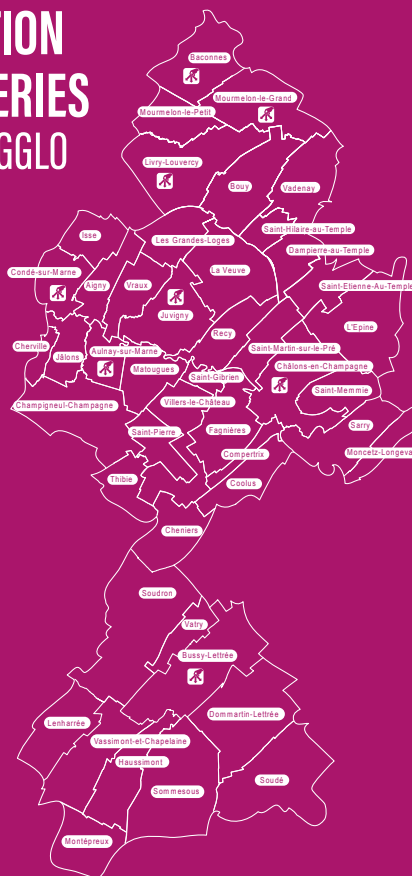 TION
ERIES
GGLO
Baconnes
Mourmelon-le-Grand
Mourmelon-le-Petit
Livry-Louvercy
Bouy
Vadenay
Saint-Hilaire-au-Temple
Isse
Les Grandes-Loges
Dampierre-au-Temple
Condé-sur-Marne
La Veuve
Aigny
Vraux
Saint-Etienne-Au-Temple
Juvigny
L'Epine
Recy
Cherville
Aulnay-sur-Marne
Saint-Martin-sur-le-Pré
Jâlons
Matougues
Châlons-en-Champagne
Saint-Gibrien
Saint-Memmie
Champigneul-Champagne
Villers-le-Château
Sarry
Saint-Pierre
Fagnières
Compertrix
Moncetz-Longeva
Thibie
Coolus
Cheniers
Soudron
Vatry
Bussy-Lettrée
Dommartin-Lettrée
Lenharrée
Vassimont-et-Chapelaine
Haussimont
Soudé
Sommesous
Montépreux